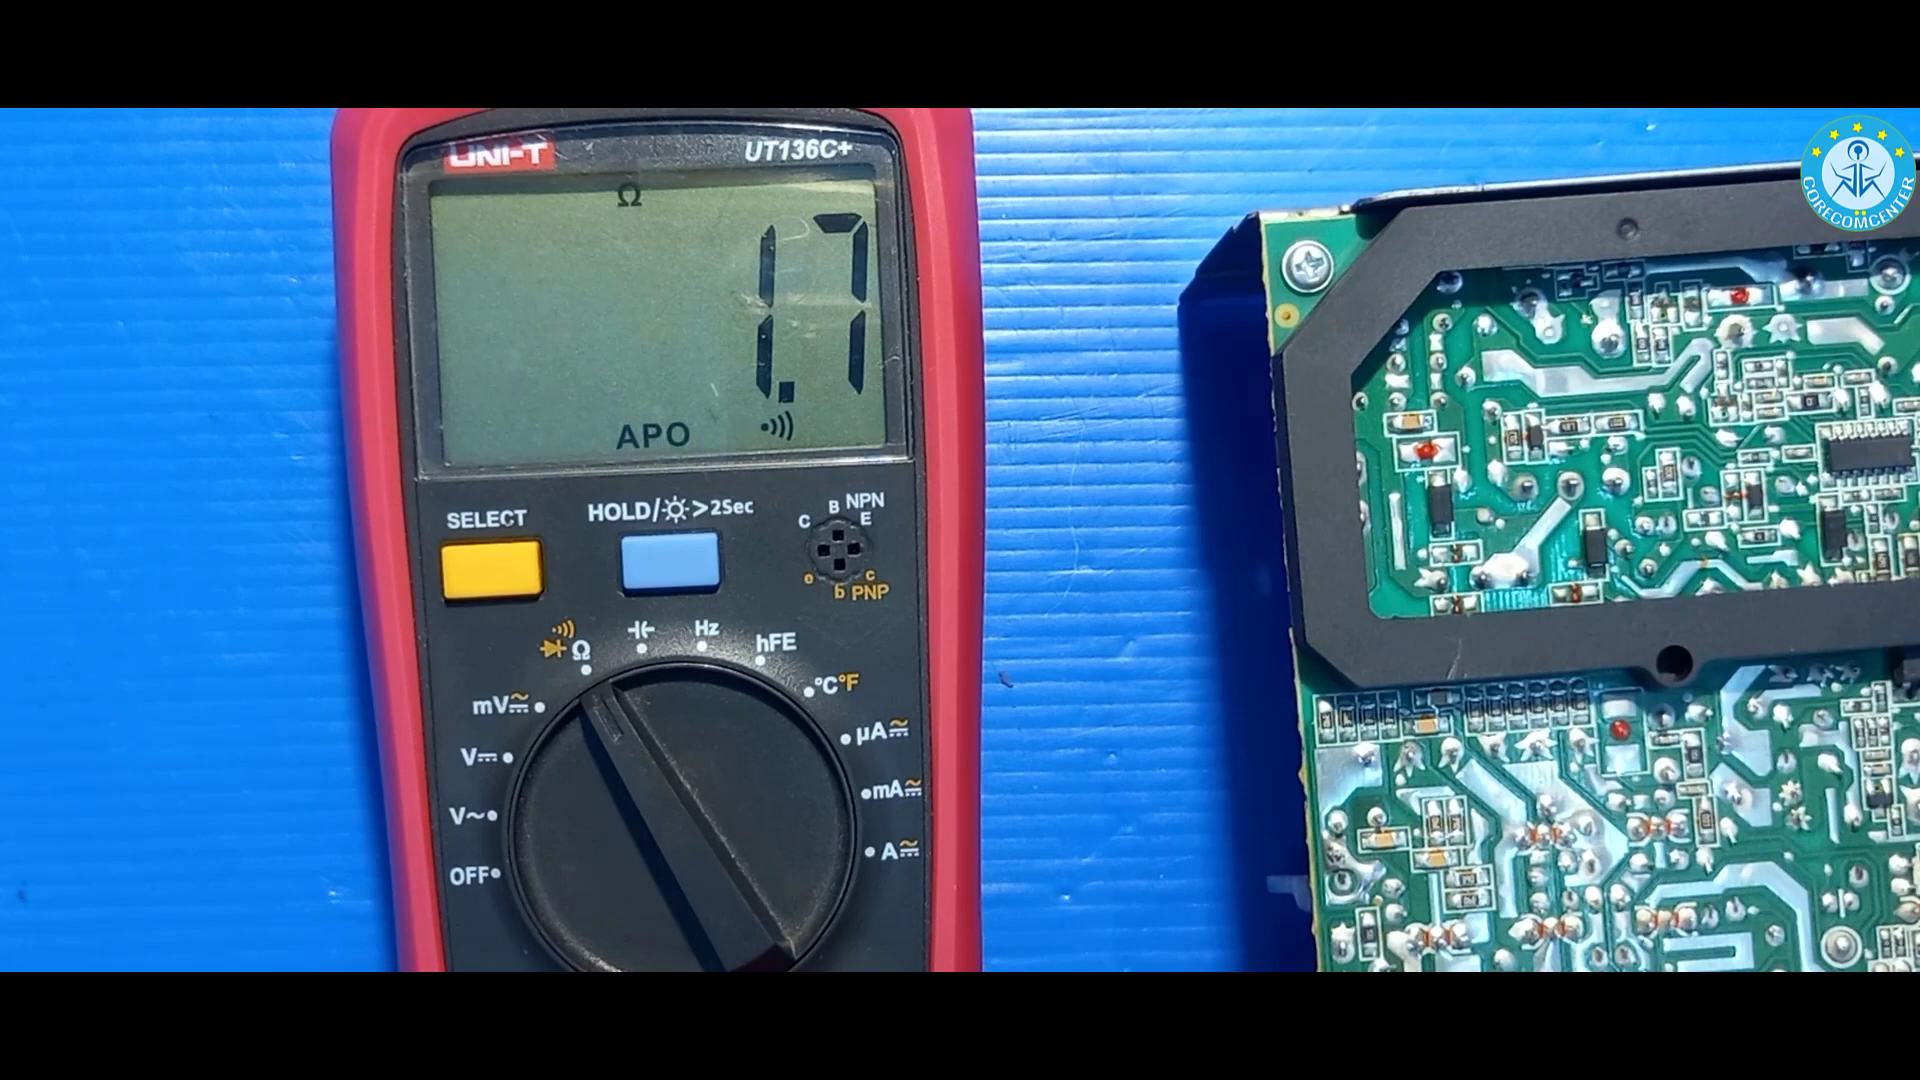 UNI-T
UT136C+
Ω
1.7
APO
SELECT
HOLD/☼>2Sec
C B NPN E
e b c PNP
Ω
Hz
hFE
°C°F
mV
µA
V
mA
V~
A
OFF
CORECOMCENTER